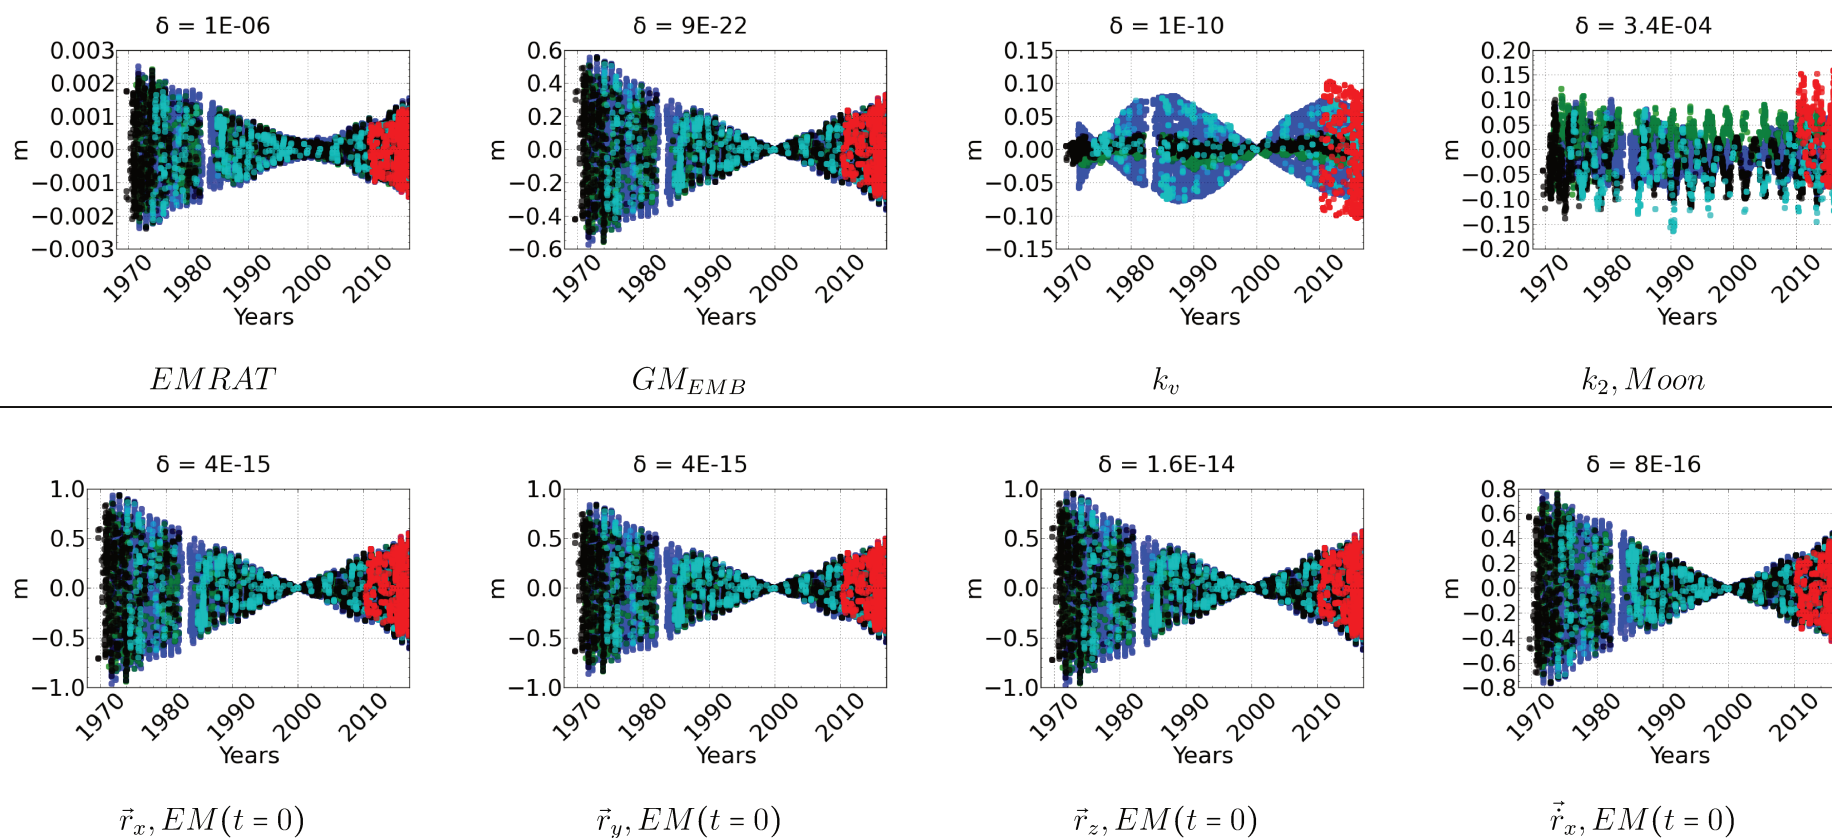 δ = 1E-06 δ = 9E-22 δ = 1E-10 δ = 3.4E-04
0.003 0.6 0.15 0.20
0.002 0.4 0.10 0.15
0.001 0.2 0.05 0.10
0.000 0.0 0.00 0.05
−0.001 −0.2 −0.05 0.00
−0.002 −0.4 −0.10 −0.05
−0.003 −0.6 −0.15 −0.10
−0.15
−0.20
m m m m
1970 1980 1990 2000 2010 1970 1980 1990 2000 2010 1970 1980 1990 2000 2010 1970 1980 1990 2000 2010
Years Years Years Years
EMRAT GM_EMB k_v k_2, Moon
δ = 4E-15 δ = 4E-15 δ = 1.6E-14 δ = 8E-16
1.0 1.0 1.0 0.8
0.5 0.5 0.5 0.6
0.0 0.0 0.0 0.4
−0.5 −0.5 −0.5 0.2
−1.0 −1.0 −1.0 0.0
−0.2
−0.4
−0.6
−0.8
m m m m
1970 1980 1990 2000 2010 1970 1980 1990 2000 2010 1970 1980 1990 2000 2010 1970 1980 1990 2000 2010
Years Years Years Years
r⃗_x, EM(t = 0) r⃗_y, EM(t = 0) r⃗_z, EM(t = 0) ṙ⃗_x, EM(t = 0)